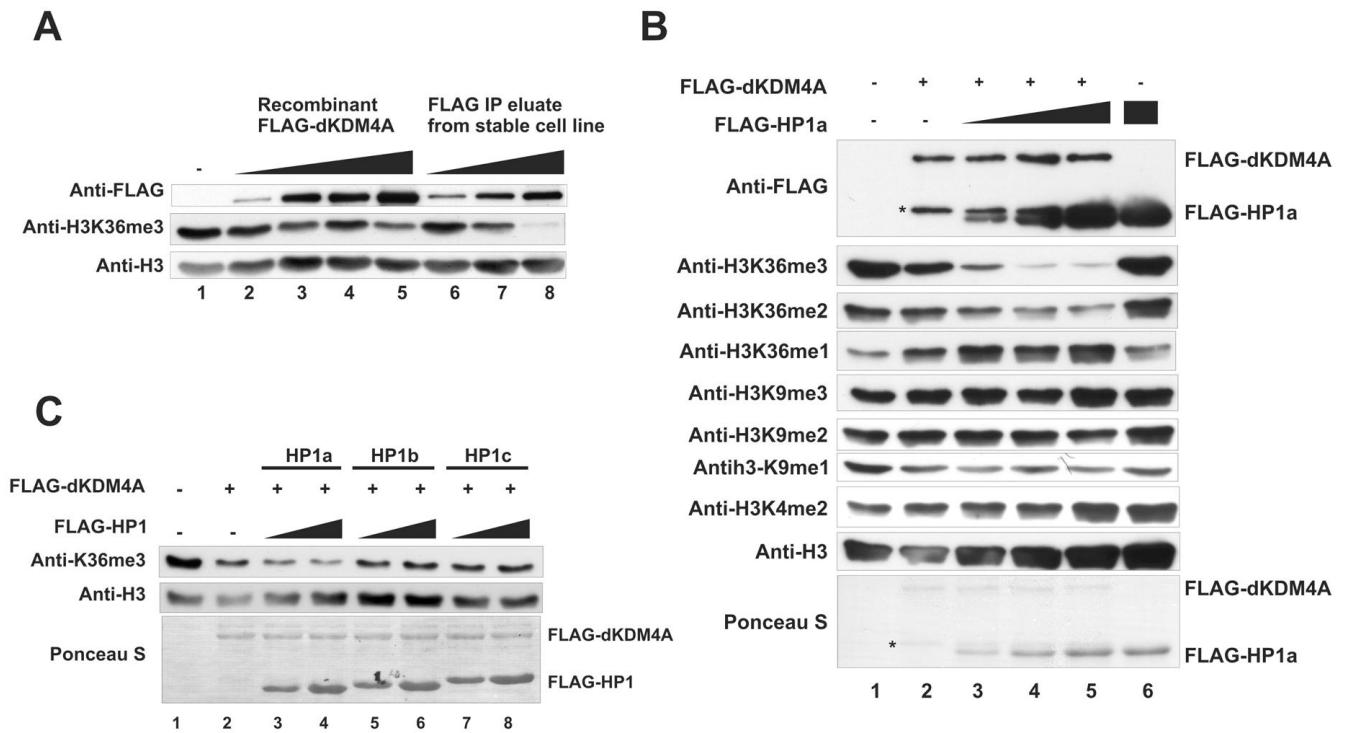 A
Recombinant FLAG IP eluate
FLAG-dKDM4A from stable cell line
-
Anti-FLAG
Anti-H3K36me3
Anti-H3
1 2 3 4 5 6 7 8
B
FLAG-dKDM4A - + + + + -
FLAG-HP1a - -
Anti-FLAG FLAG-dKDM4A
* FLAG-HP1a
Anti-H3K36me3
Anti-H3K36me2
Anti-H3K36me1
Anti-H3K9me3
Anti-H3K9me2
Antih3-K9me1
Anti-H3K4me2
Anti-H3
FLAG-dKDM4A
Ponceau S
* FLAG-HP1a
1 2 3 4 5 6
C
HP1a HP1b HP1c
FLAG-dKDM4A - + + + + + + +
FLAG-HP1 - -
Anti-K36me3
Anti-H3
FLAG-dKDM4A
Ponceau S
FLAG-HP1
1 2 3 4 5 6 7 8